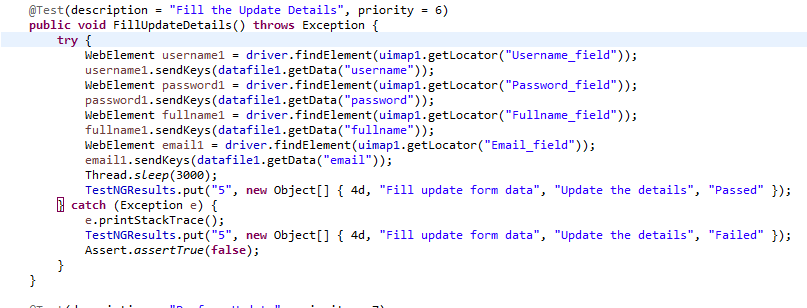 @Test(description = "Fill the Update Details", priority = 6)
public void FillUpdateDetails() throws Exception {
try {
WebElement username1 = driver.findElement(uimap1.getLocator("Username_field"));
username1.sendKeys(datafile1.getData("username"));
WebElement password1 = driver.findElement(uimap1.getLocator("Password_field"));
password1.sendKeys(datafile1.getData("password"));
WebElement fullname1 = driver.findElement(uimap1.getLocator("Fullname_field"));
fullname1.sendKeys(datafile1.getData("fullname"));
WebElement email1 = driver.findElement(uimap1.getLocator("Email_field"));
email1.sendKeys(datafile1.getData("email"));
Thread.sleep(3000);
TestNGResults.put("5", new Object[] { 4d, "Fill update form data", "Update the details", "Passed" });
} catch (Exception e) {
e.printStackTrace();
TestNGResults.put("5", new Object[] { 4d, "Fill update form data", "Update the details", "Failed" });
Assert.assertTrue(false);
}
}